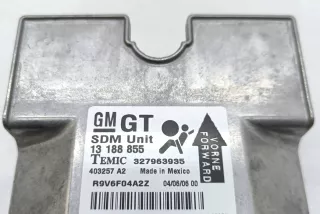 GM GT
SDM Unit
13 188 855
TEMIC 327963935
403257 A2 Made in Mexico
R9V6F04A2Z 04/06/06 00
VORNE
FORWARD